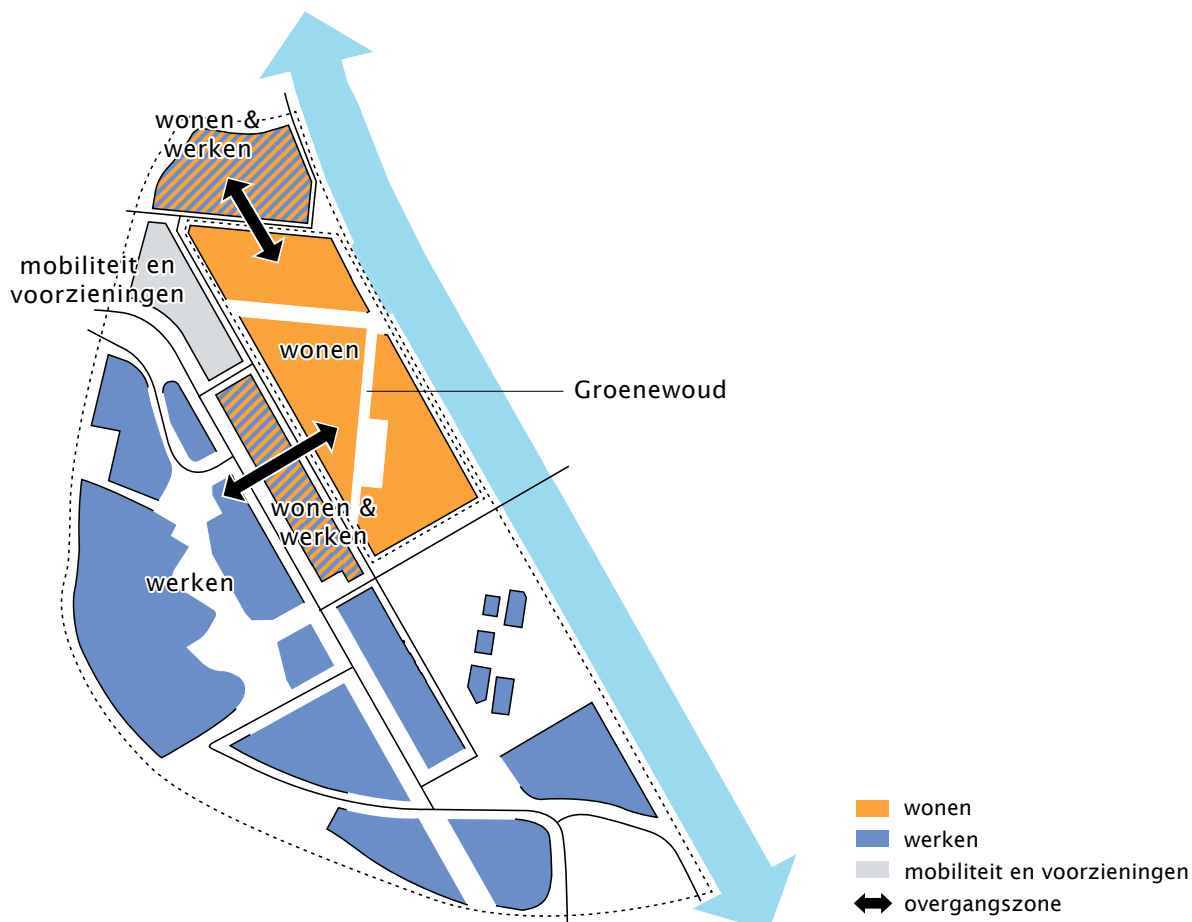 wonen &
werken
mobiliteit en
voorzieningen
wonen
Groenewoud
wonen &
werken
werken
wonen
werken
mobiliteit en voorzieningen
overgangszone